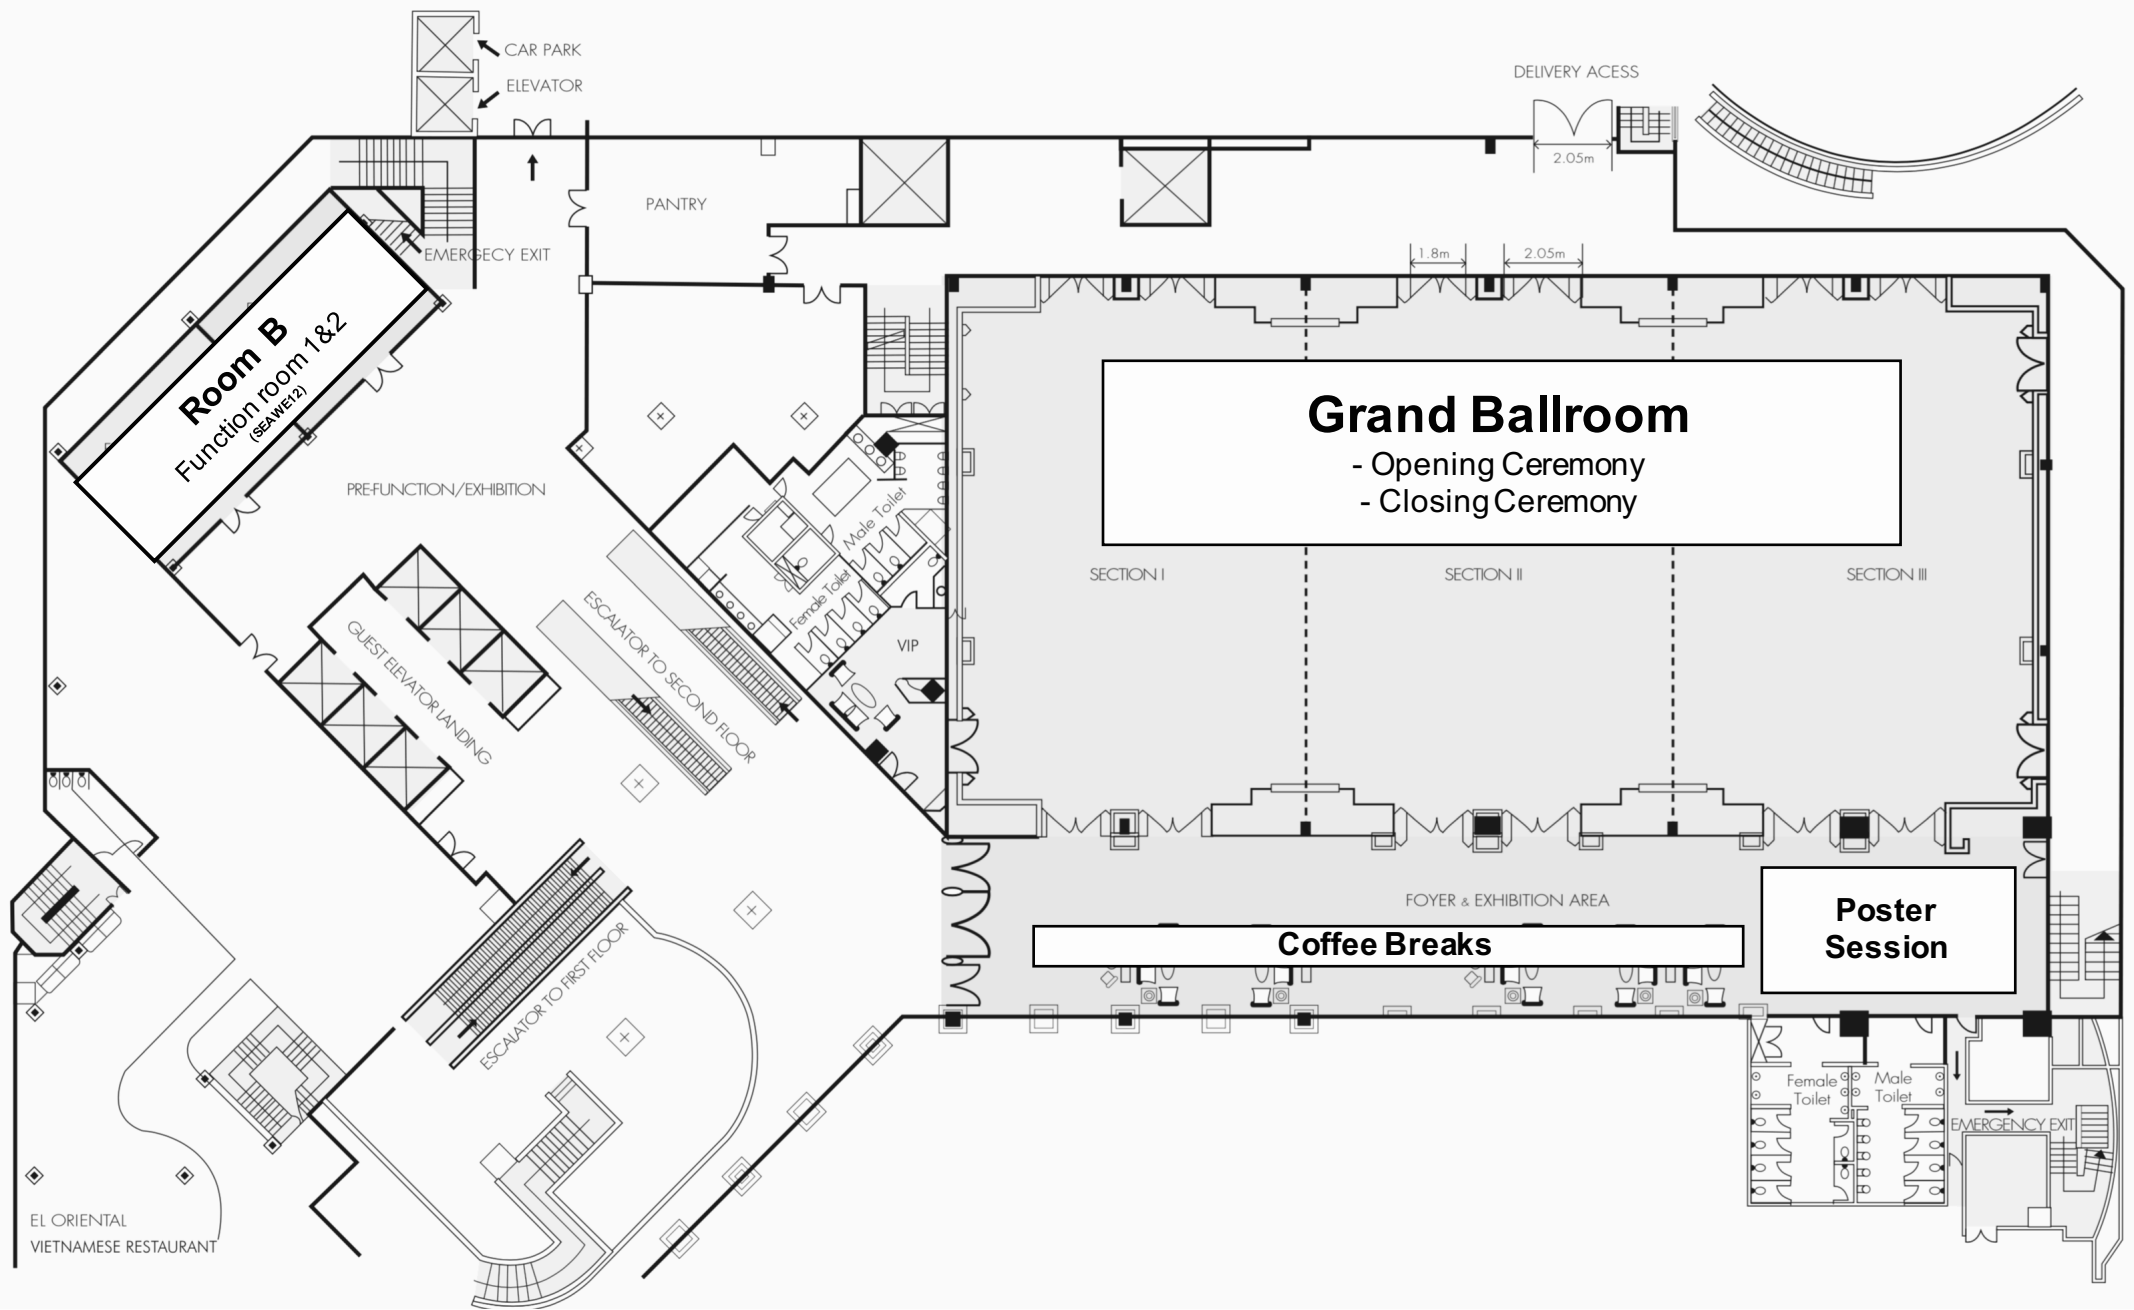 CAR PARK
ELEVATOR
DELIVERY ACESS
2.05m
PANTRY
EMERGECY EXIT
1.8m
2.05m
Room B
Function room 1&2
(SEAWE12)
Grand Ballroom
- Opening Ceremony
- Closing Ceremony
PRE-FUNCTION/EXHIBITION
Male Toilet
Female Toilet
SECTION I
SECTION II
SECTION III
ESCALATOR TO SECOND FLOOR
GUEST ELEVATOR LANDING
VIP
FOYER & EXHIBITION AREA
Poster
Session
Coffee Breaks
ESCALATOR TO FIRST FLOOR
Female
Toilet
Male
Toilet
EMERGENCY EXIT
EL ORIENTAL
VIETNAMESE RESTAURANT